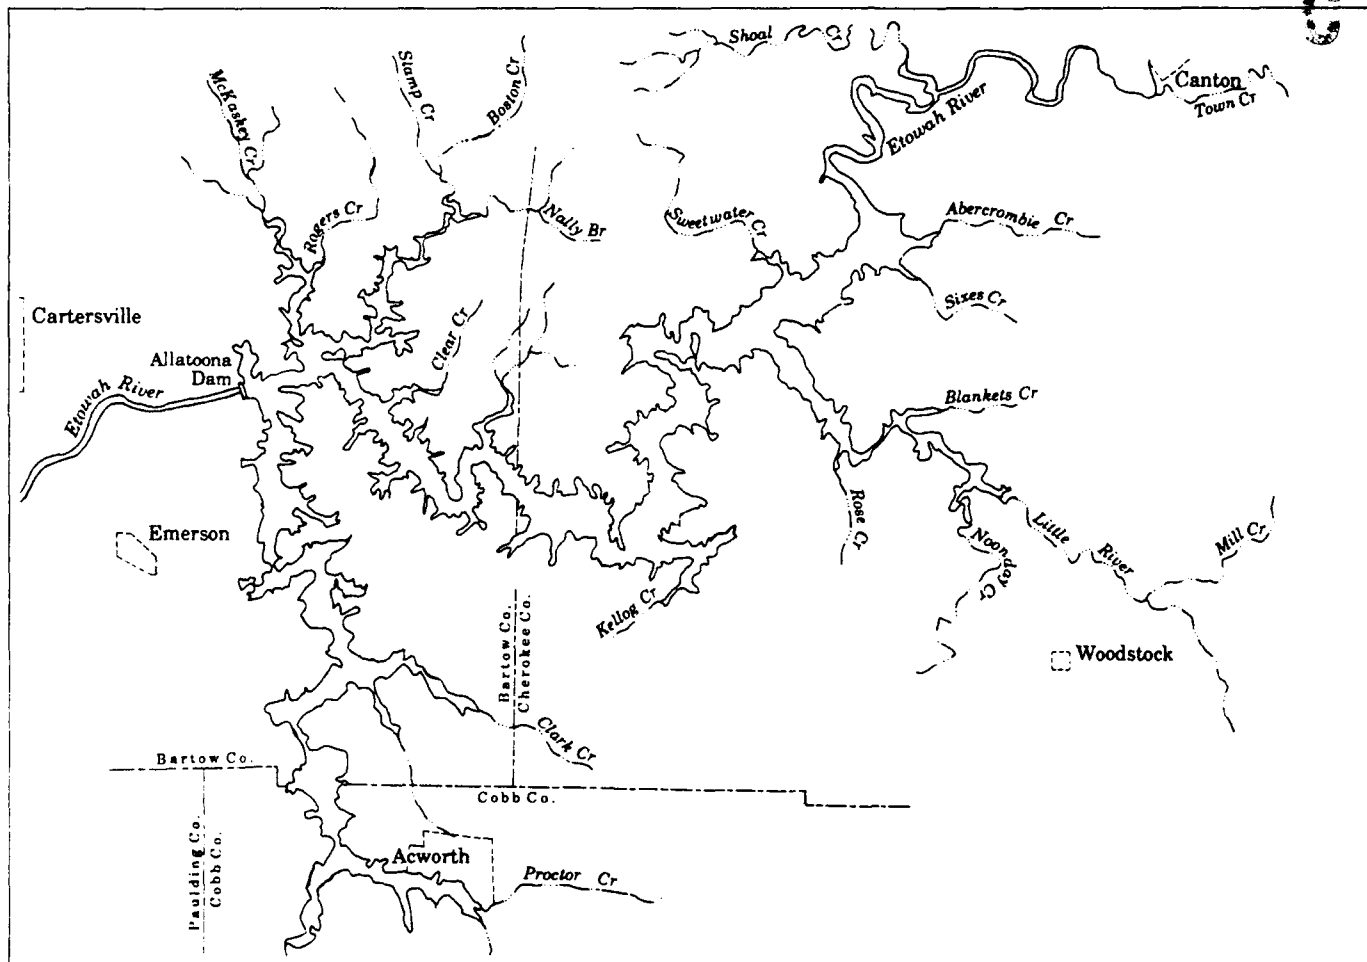 Shoal
Cr
Slamp Cr
Boston Cr
McKaskey Cr
Canton
Town Cr
Etowah River
Rogers Cr
Nally Br
Sweetwater Cr
Abercrombie Cr
Sixes Cr
Cartersville
Clear Cr
Allatoona
Dam
Etowah River
Blankets Cr
Rose Cr
Emerson
Noonday Cr
Little River
Mill Cr
Kellog Cr
Bartow Co.
Cherokee Co.
Woodstock
Clark Cr
Bartow Co.
Cobb Co.
Paulding Co.
Cobb Co.
Acworth
Proctor Cr